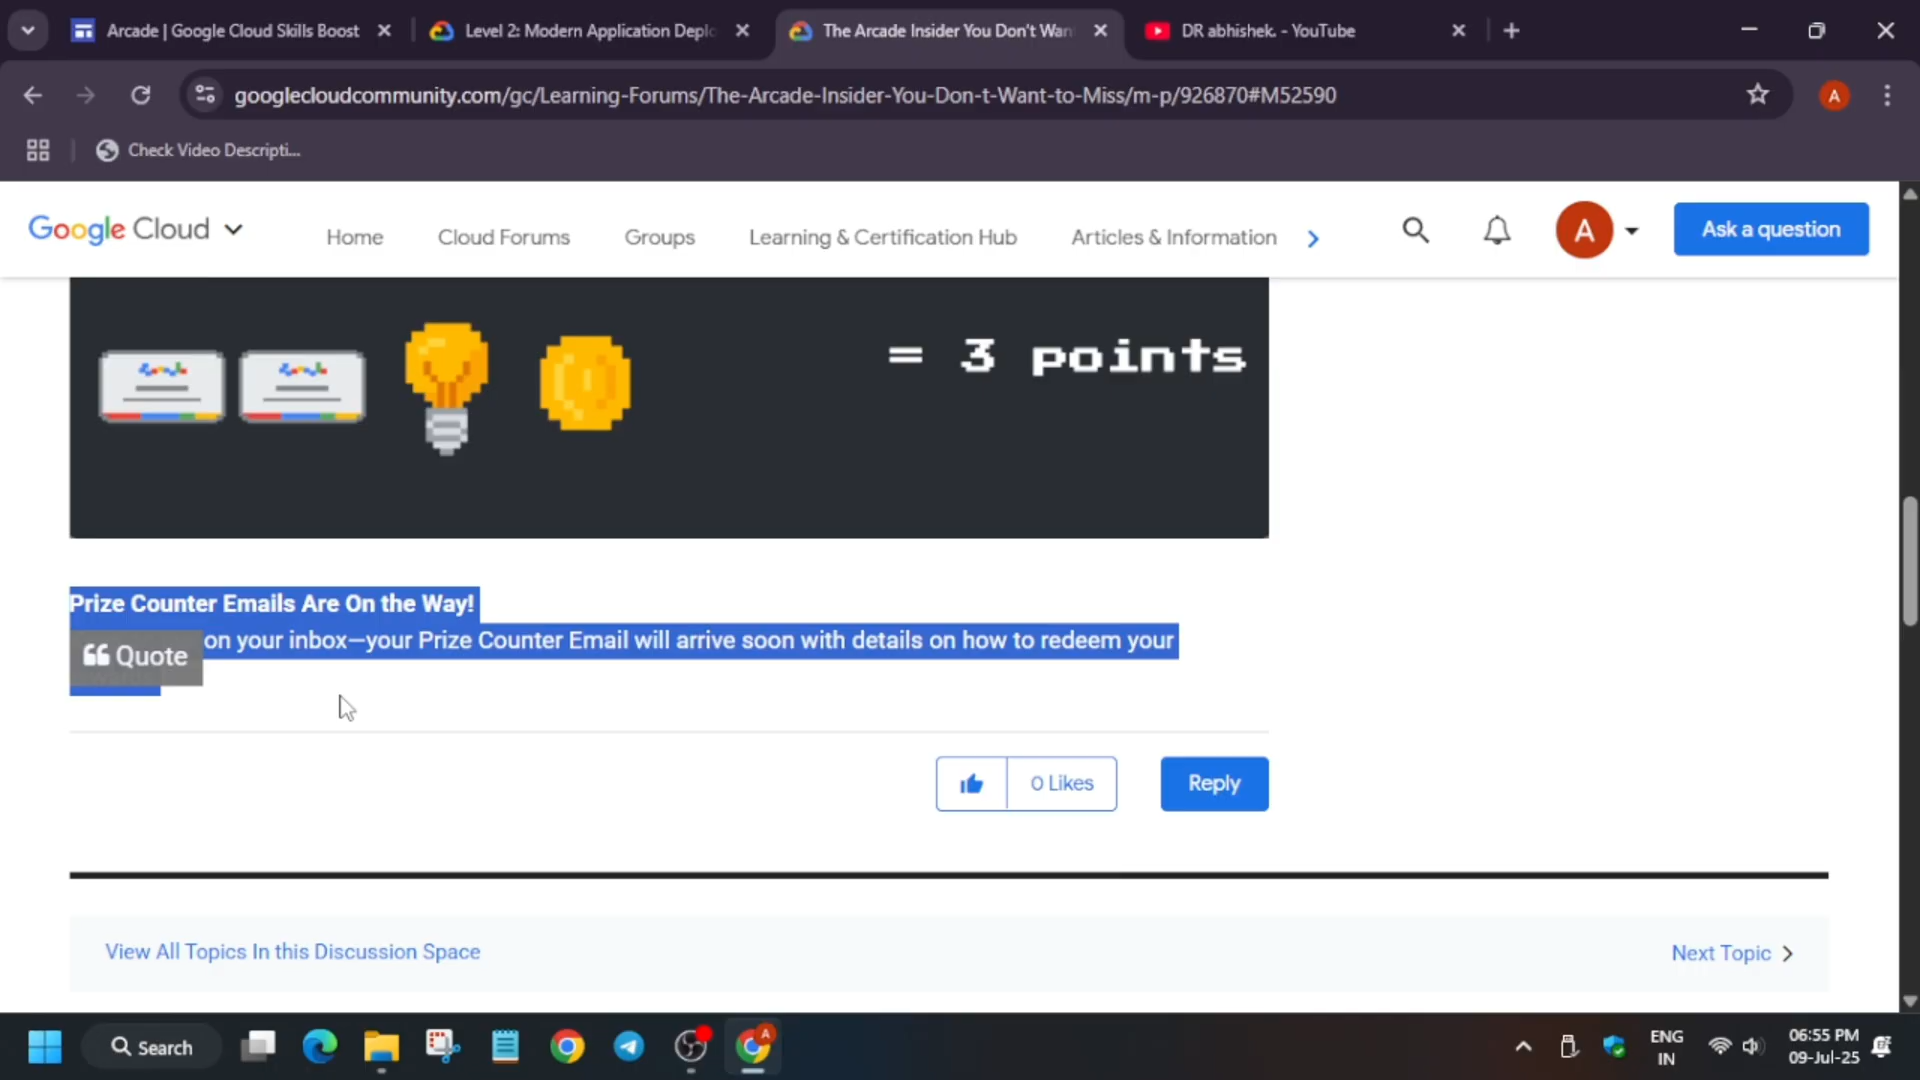 Arcade | Google Cloud Skills Boost
Level 2: Modern Application Deplo
The Arcade Insider You Don't Wan
DR abhishek. - YouTube
googlecloudcommunity.com/gc/Learning-Forums/The-Arcade-Insider-You-Don-t-Want-to-Miss/m-p/926870#M52590
A
Check Video Descripti...
Google Cloud
Home
Cloud Forums
Groups
Learning & Certification Hub
Articles & Information
A
Ask a question
= 3 points
Prize Counter Emails Are On the Way!
on your inbox—your Prize Counter Email will arrive soon with details on how to redeem your
Quote
0 Likes
Reply
View All Topics In this Discussion Space
Next Topic
Search
A
ENG
IN
06:55 PM
09-Jul-25